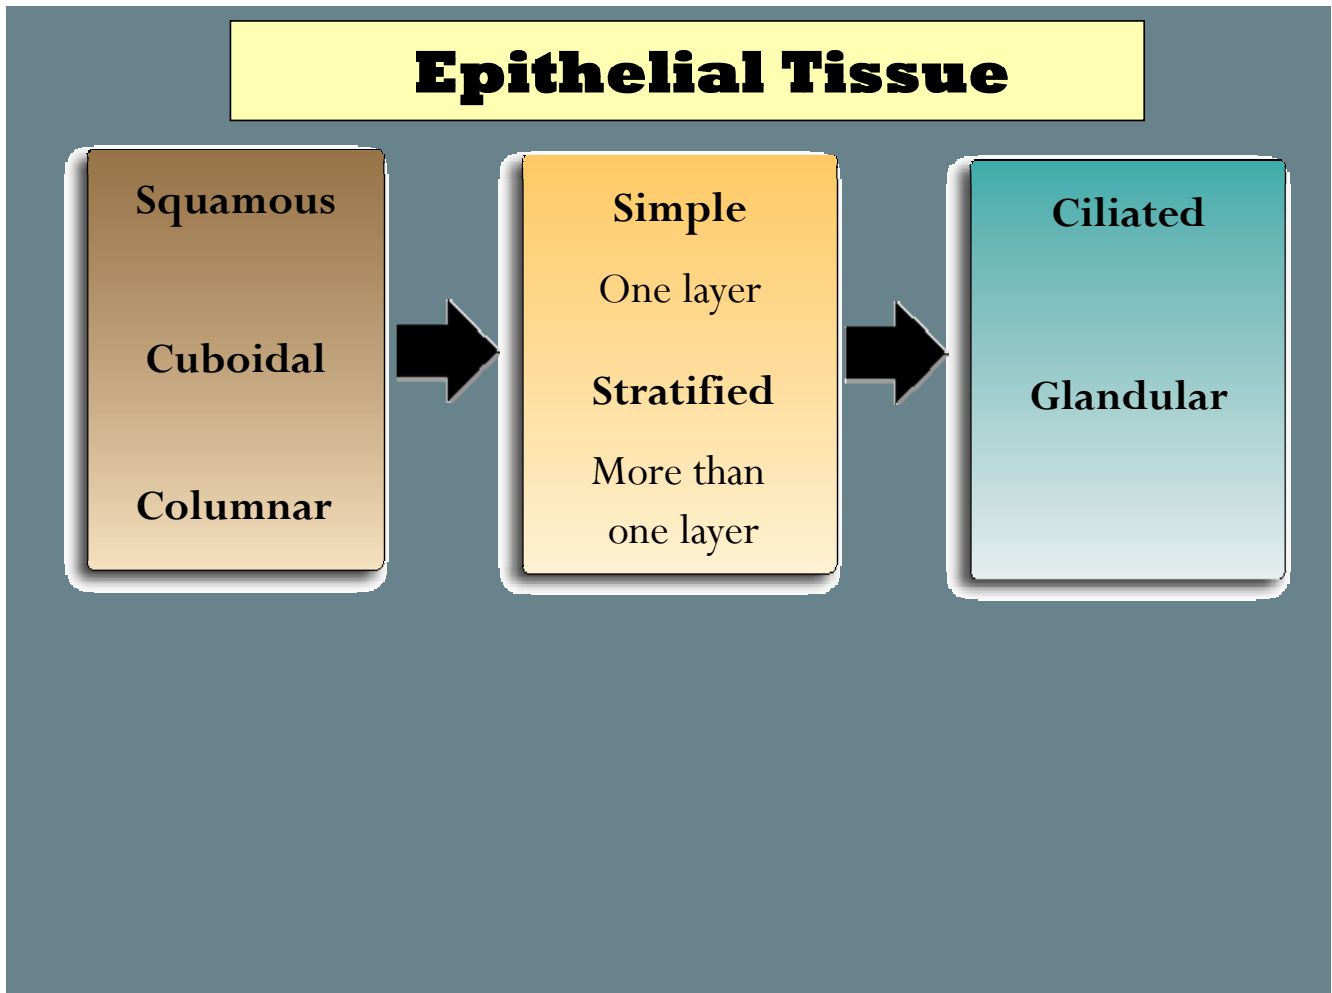 Epithelial Tissue
Squamous
Cuboidal
Columnar
Simple
One layer
Stratified
More than
one layer
Ciliated
Glandular